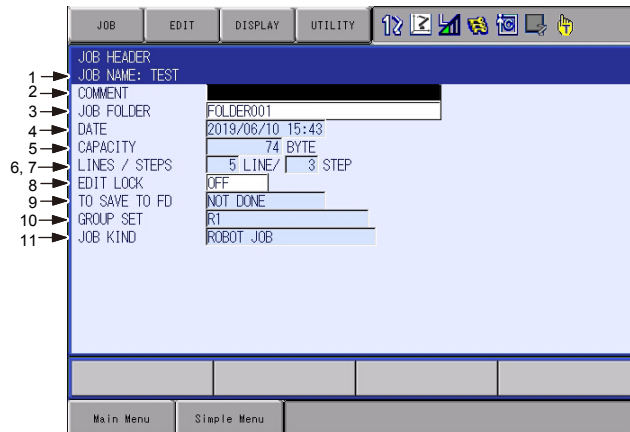 JOB EDIT DISPLAY UTILITY
JOB HEADER
1 JOB NAME: TEST
2 COMMENT
3 JOB FOLDER FOLDER001
4 DATE 2019/06/10 15:43
5 CAPACITY 74 BYTE
6, 7 LINES / STEPS 5 LINE/ 3 STEP
8 EDIT LOCK OFF
9 TO SAVE TO FD NOT DONE
10 GROUP SET R1
11 JOB KIND ROBOT JOB
Main Menu Simple Menu